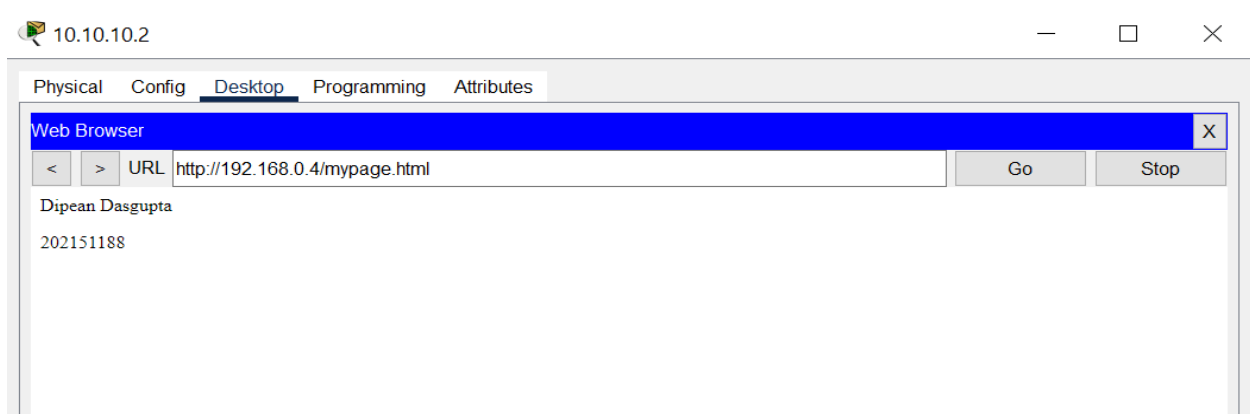 10.10.10.2
Physical Config Desktop Programming Attributes
Web Browser X
< > URL http://192.168.0.4/mypage.html Go Stop
Dipean Dasgupta
202151188